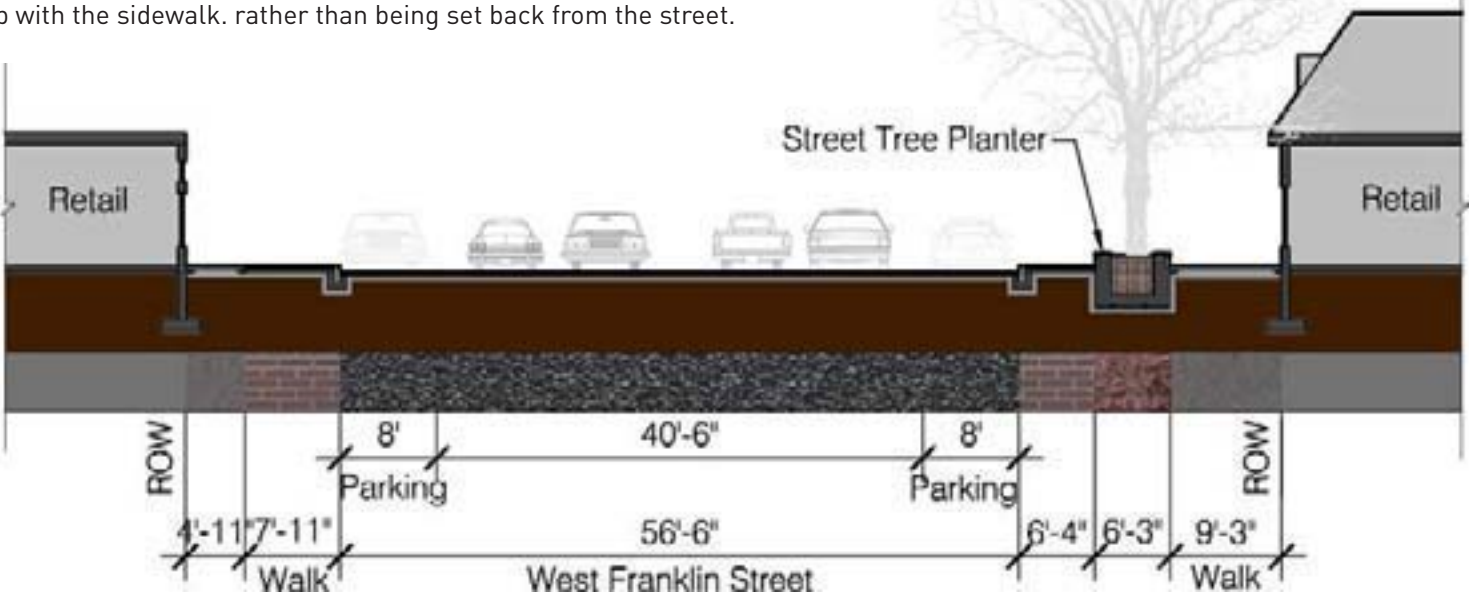 with the sidewalk. rather than being set back from the street.
Street Tree Planter
Retail
Retail
8'
40'-6"
8'
ROW
Parking
Parking
ROW
4'-11"
7'-11"
56'-6"
6'-4"
6'-3"
9'-3"
Walk
West Franklin Street
Walk